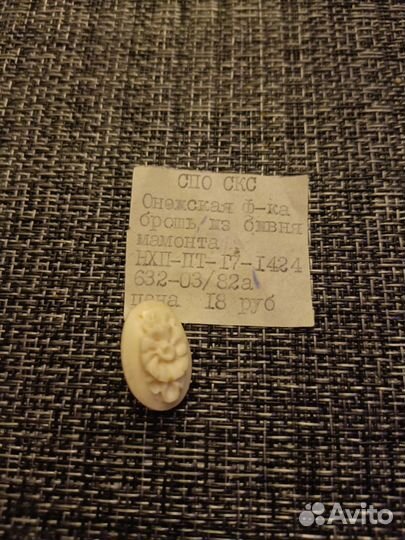 СПО СКС
Онежская ф-ка
брошь из бивня
мамонта
НХП-ПТ-17-1424
632-03/82а
цена 18 руб
Avito